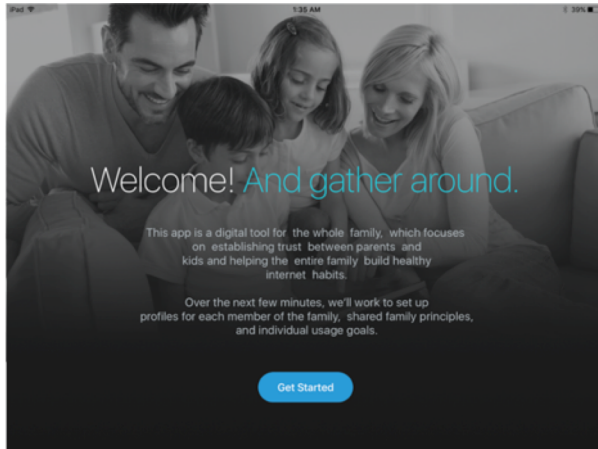 iPad 1:35 AM 39%
Welcome! And gather around.
This app is a digital tool for the whole family, which focuses
on establishing trust between parents and
kids and helping the entire family build healthy
internet habits.
Over the next few minutes, we'll work to set up
profiles for each member of the family, shared family principles,
and individual usage goals.
Get Started